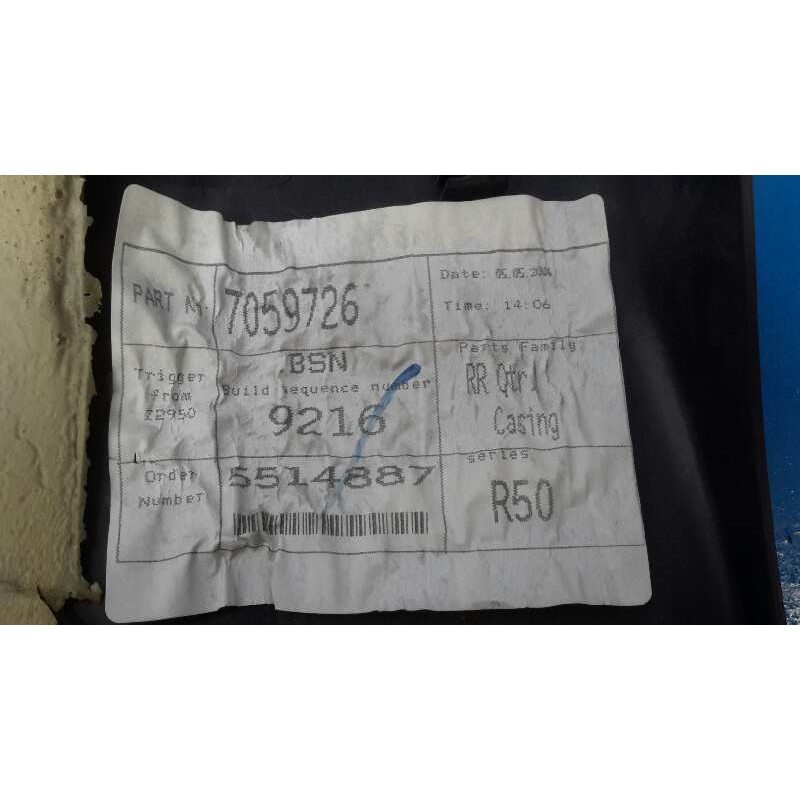 PART Nr.
7059726
Date: 05.05.2004
Time: 14:06
Trigger
from
Z2950
BSN
Build sequence number
9216
Parts Family:
RR Qtr.
Casing
Order
Number
5514887
series
R50